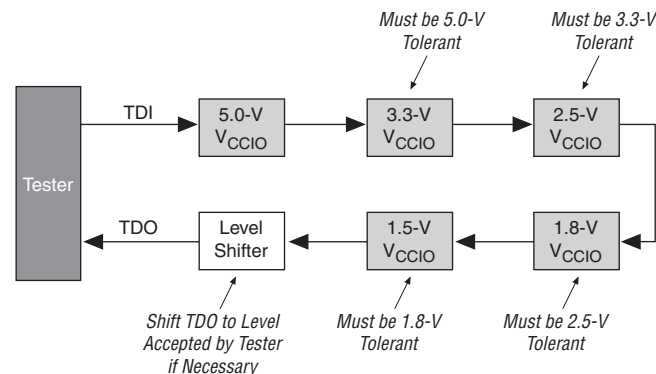 Must be 5.0-V
Tolerant
Must be 3.3-V
Tolerant
Tester
TDI
5.0-V
VCCIO
3.3-V
VCCIO
2.5-V
VCCIO
TDO
Level
Shifter
1.5-V
VCCIO
1.8-V
VCCIO
Shift TDO to Level
Accepted by Tester
if Necessary
Must be 1.8-V
Tolerant
Must be 2.5-V
Tolerant